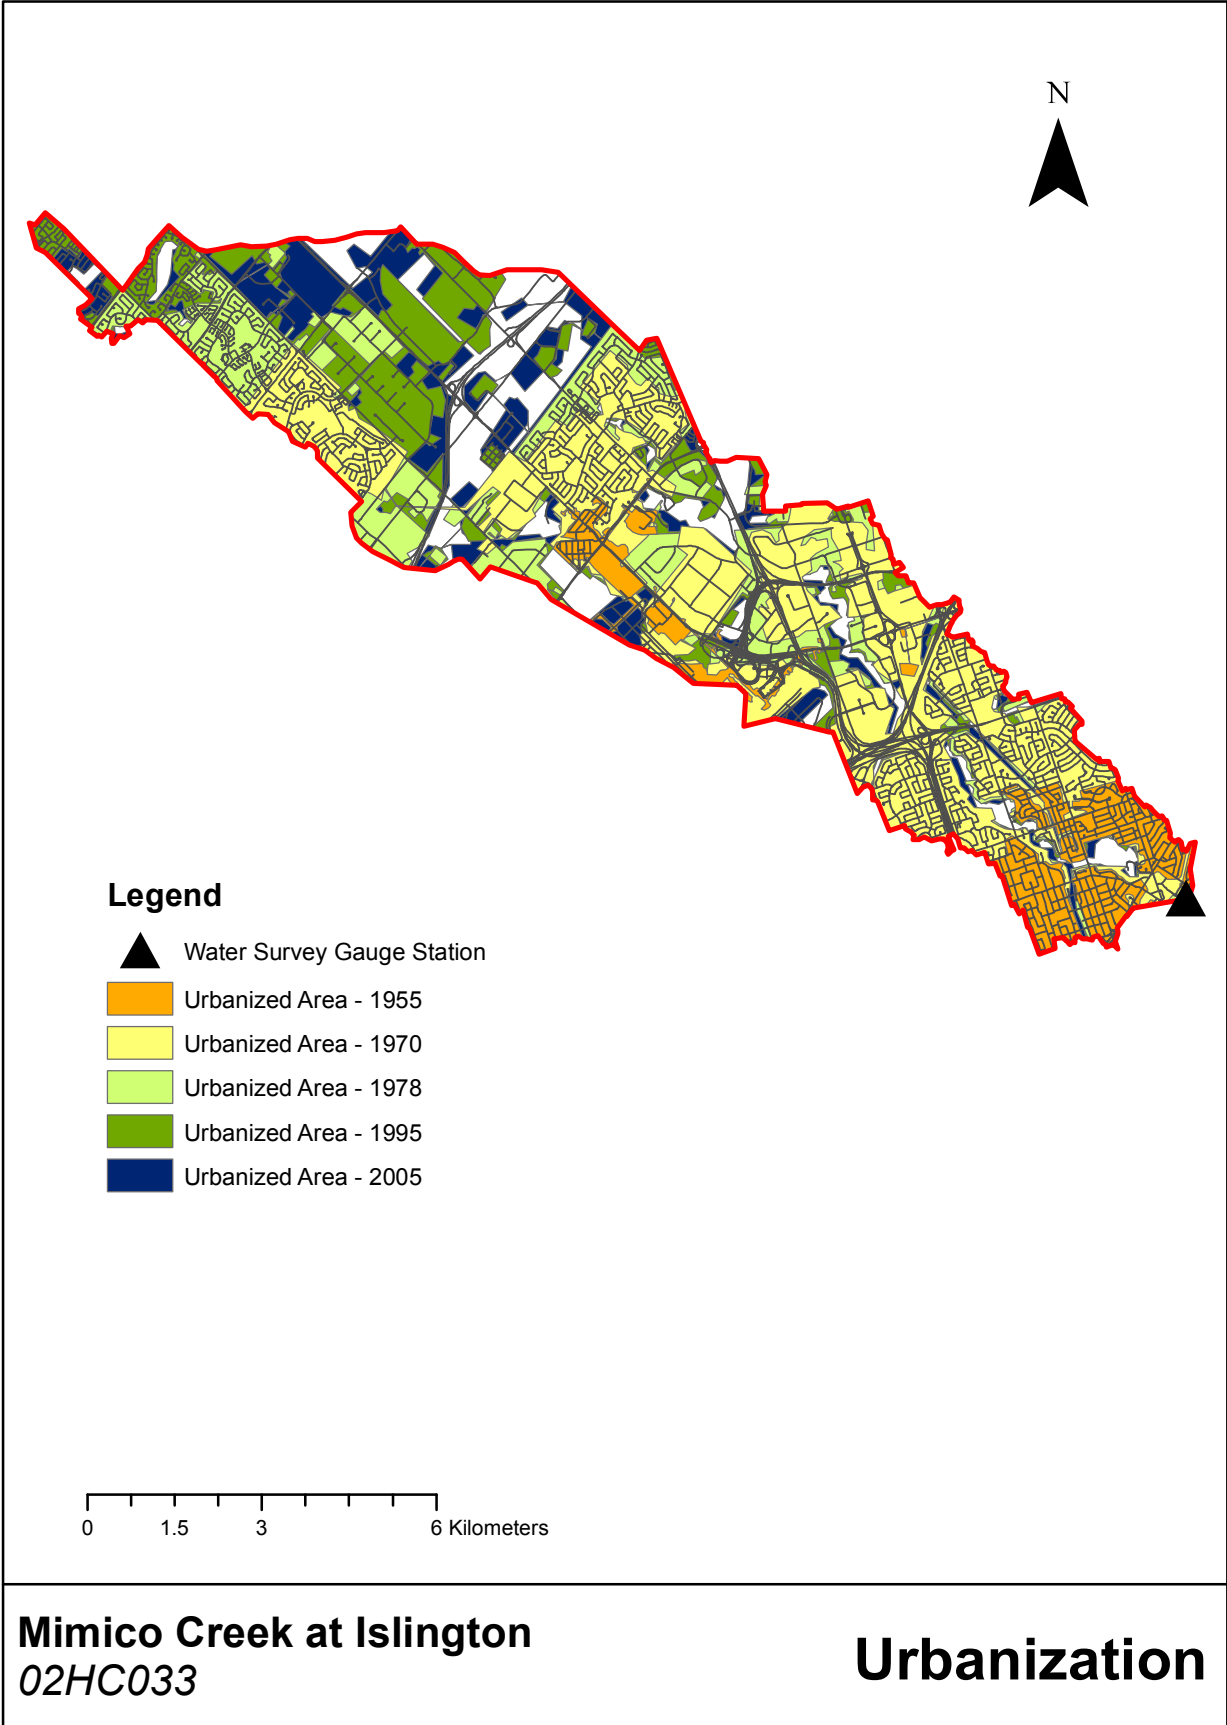 N
Legend
Water Survey Gauge Station
Urbanized Area - 1955
Urbanized Area - 1970
Urbanized Area - 1978
Urbanized Area - 1995
Urbanized Area - 2005
0 1.5 3 6 Kilometers
Mimico Creek at Islington
02HC033
Urbanization